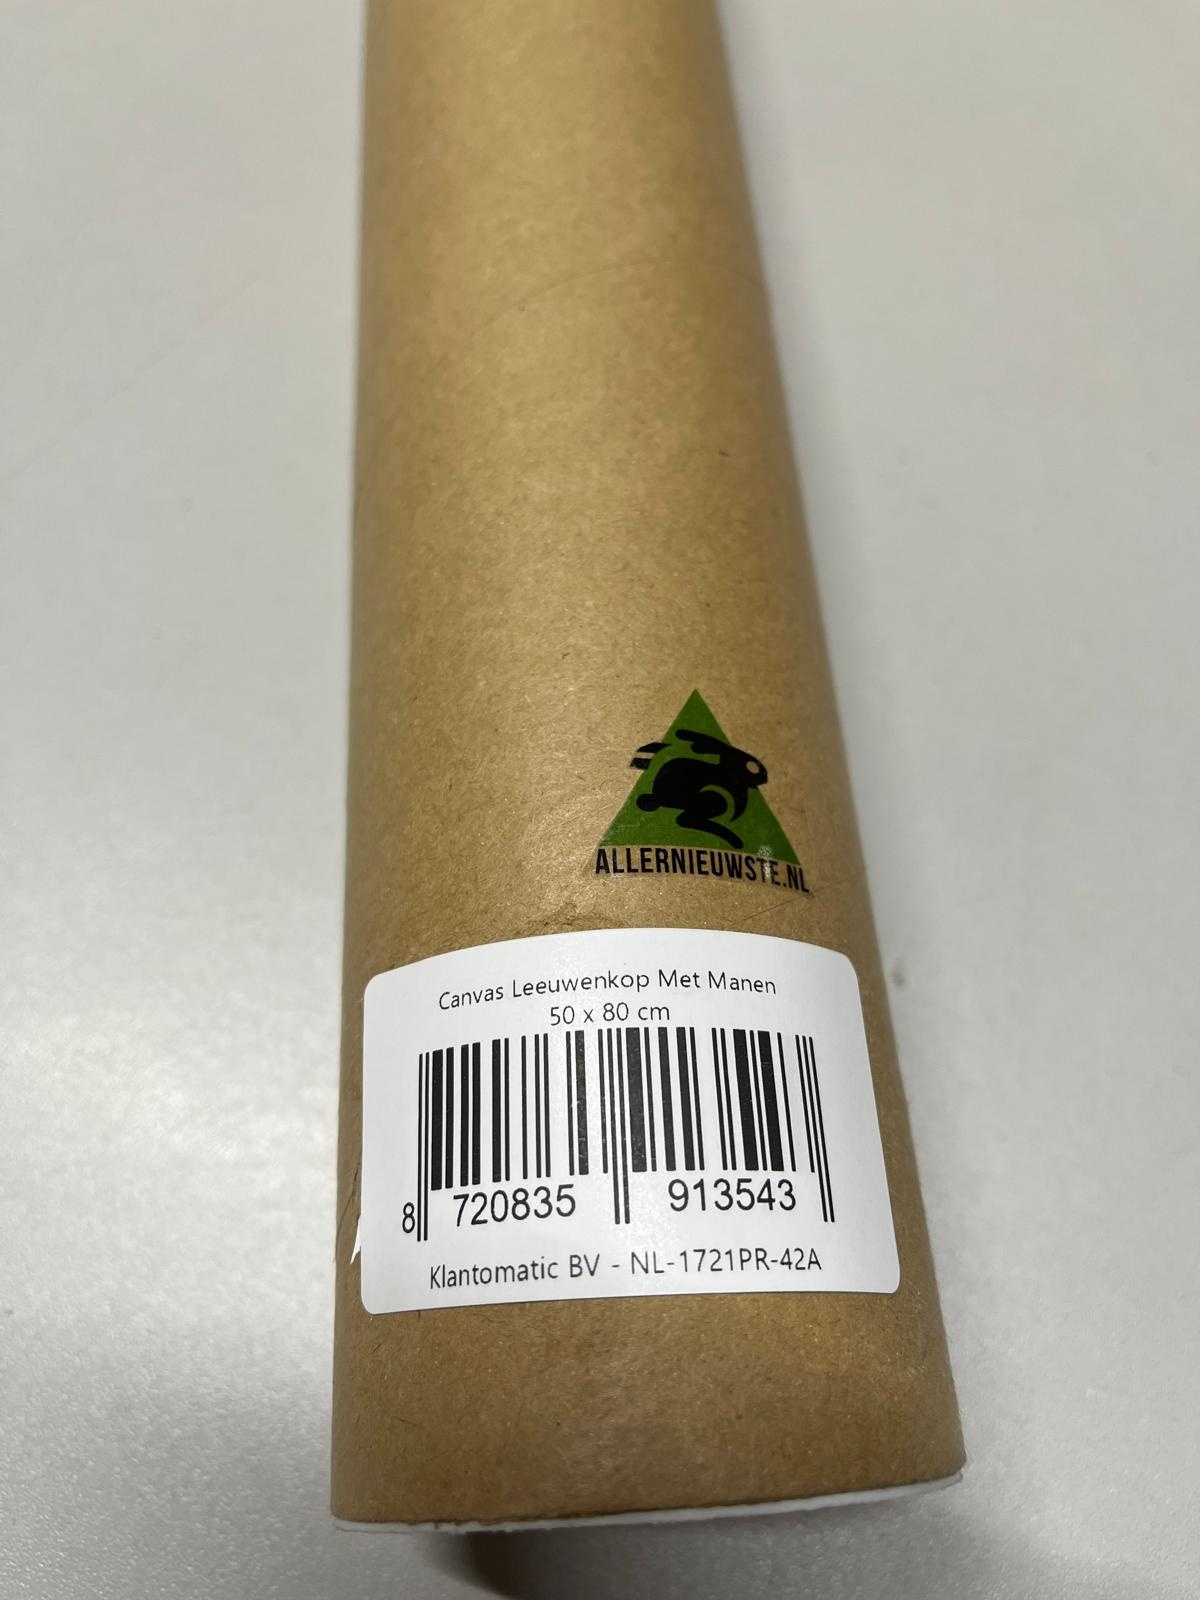 ALLERNIEUWSTE.NL
Canvas Leeuwenkop Met Manen
50 x 80 cm
8 720835 913543
Klantomatic BV - NL-1721PR-42A